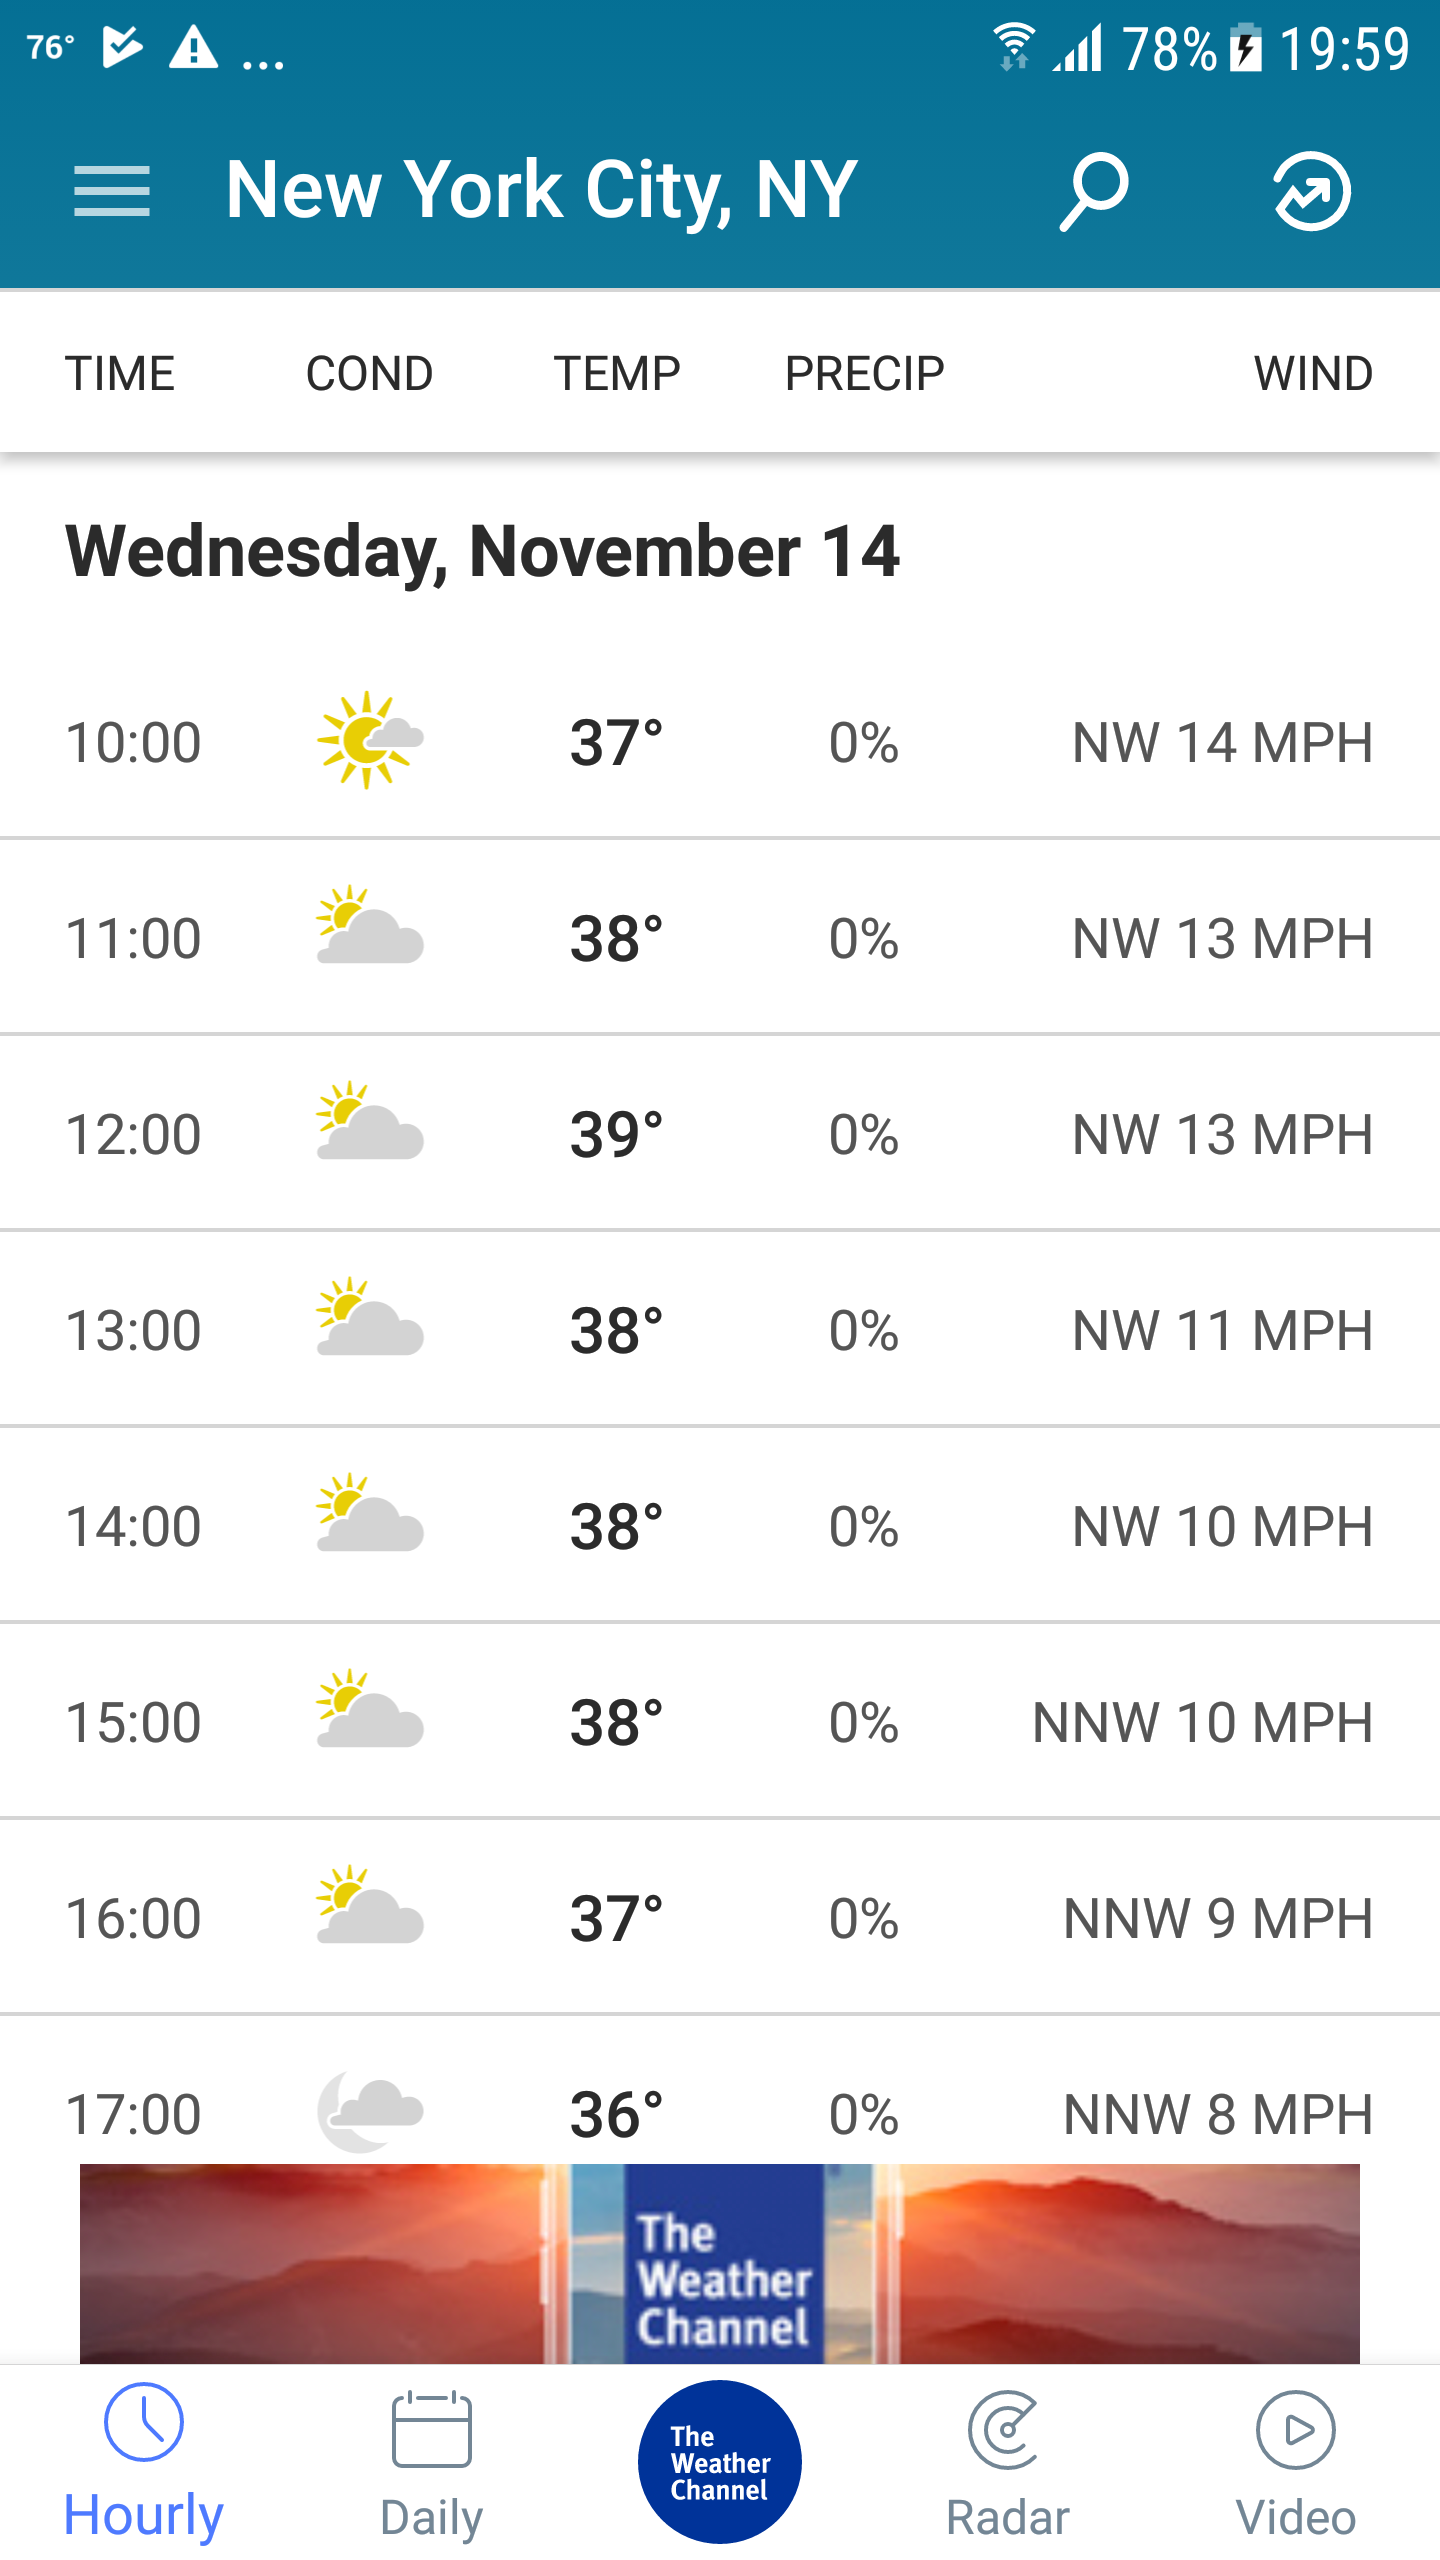 76° ... 78% 19:59
New York City, NY
TIME COND TEMP PRECIP WIND
Wednesday, November 14
10:00 37° 0% NW 14 MPH
11:00 38° 0% NW 13 MPH
12:00 39° 0% NW 13 MPH
13:00 38° 0% NW 11 MPH
14:00 38° 0% NW 10 MPH
15:00 38° 0% NNW 10 MPH
16:00 37° 0% NNW 9 MPH
17:00 36° 0% NNW 8 MPH
The
Weather
Channel
The
Weather
Channel
Hourly Daily Radar Video